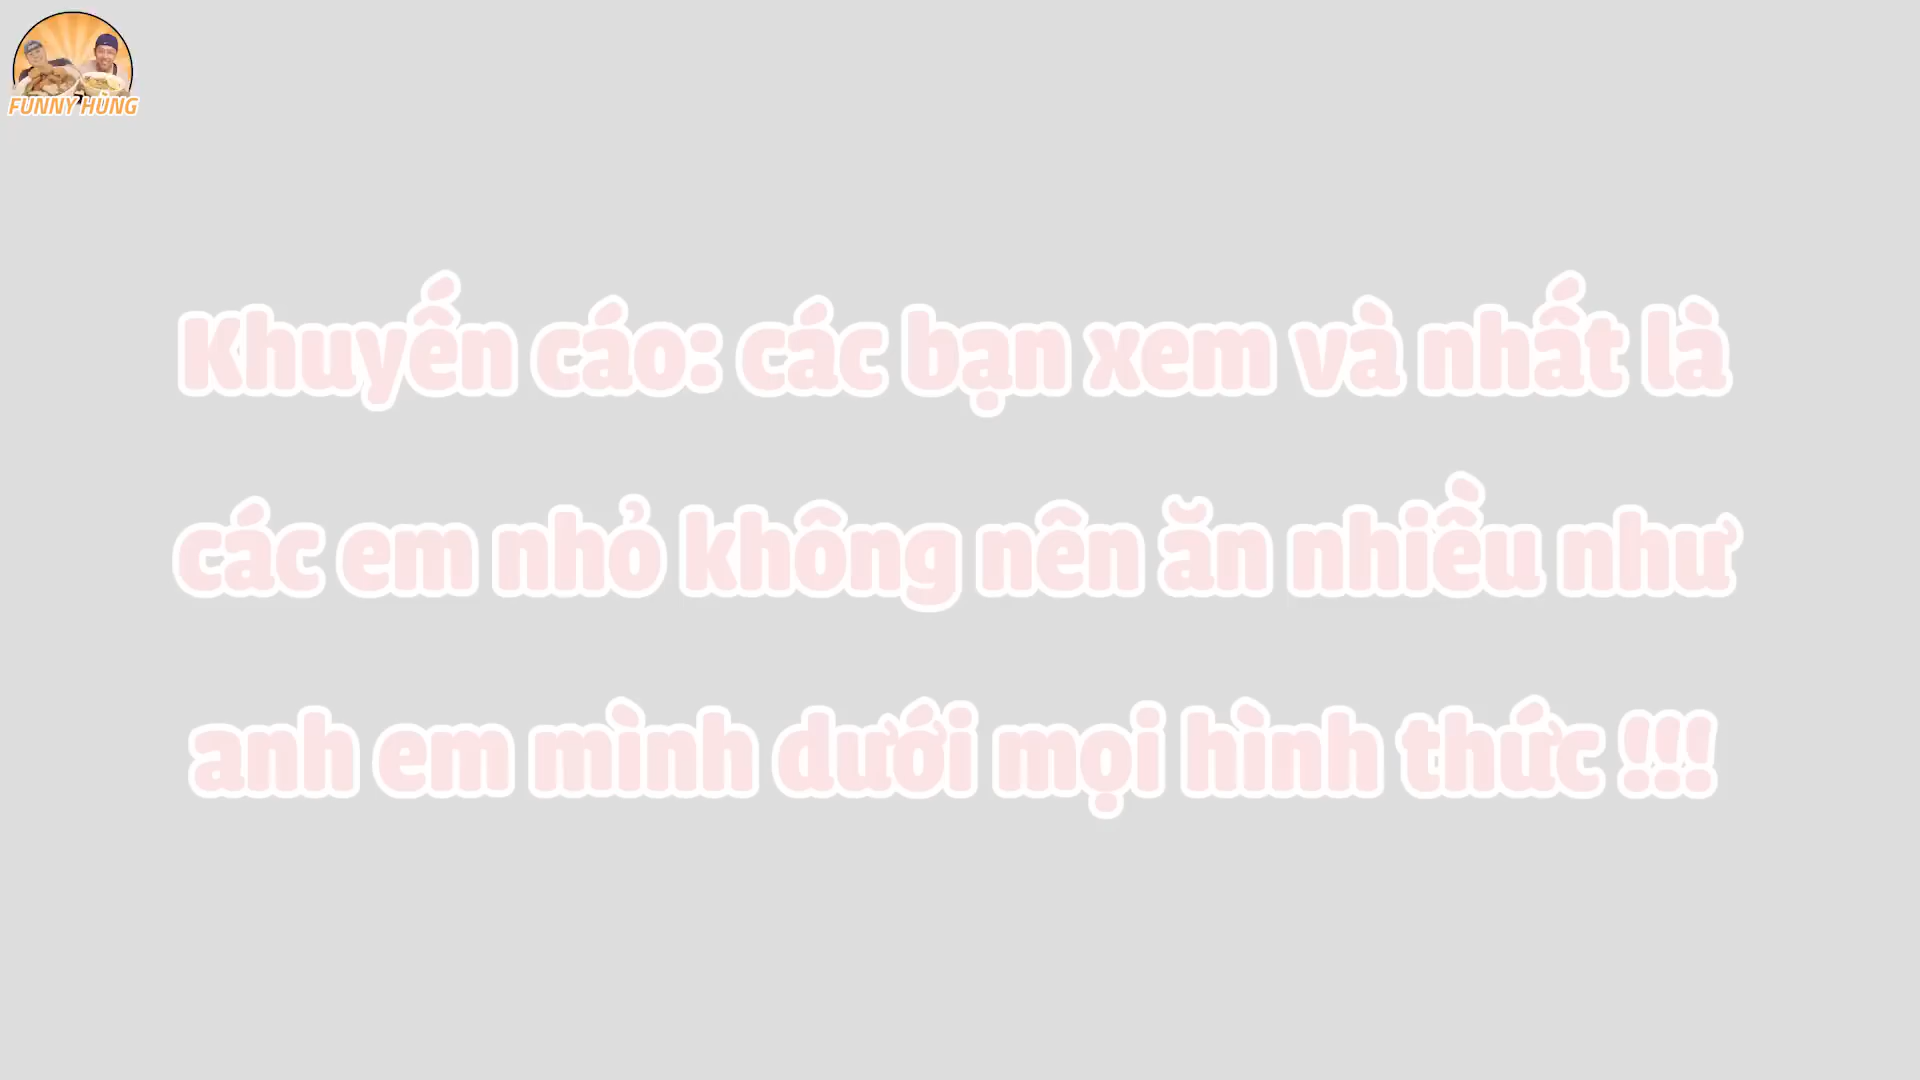 FUNNY HÙNG
Khuyến cáo: các bạn xem và nhất là
các em nhỏ không nên ăn nhiều như
anh em mình dưới mọi hình thức !!!